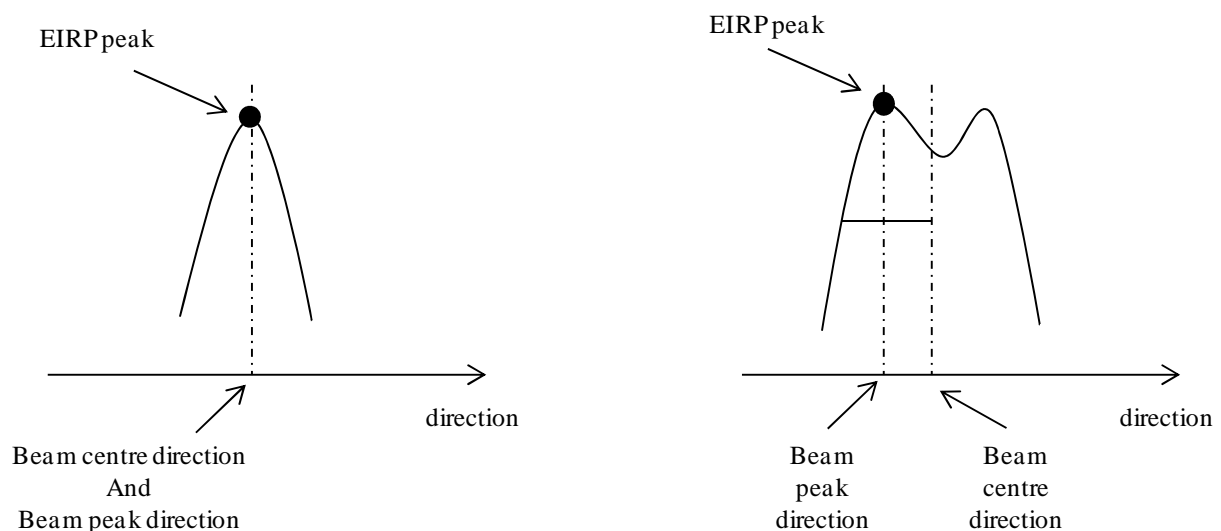 EIRP peak
direction
Beam centre direction
And
Beam peak direction
EIRP peak
direction
Beam
peak
direction
Beam
centre
direction